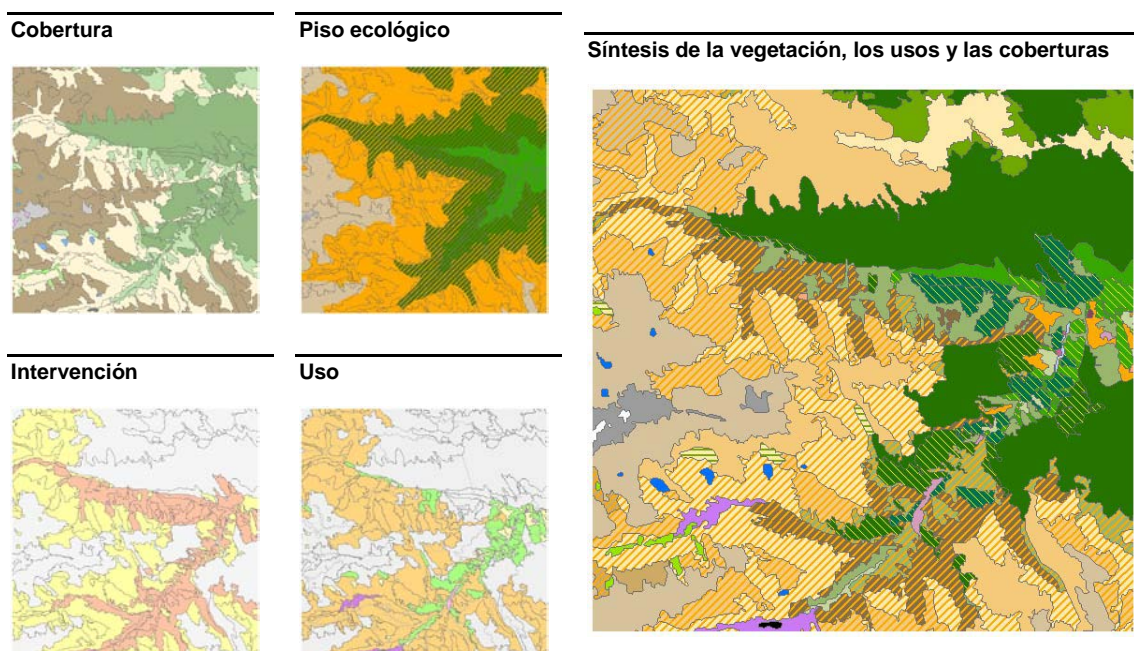 Cobertura
Piso ecológico
Síntesis de la vegetación, los usos y las coberturas
Intervención
Uso